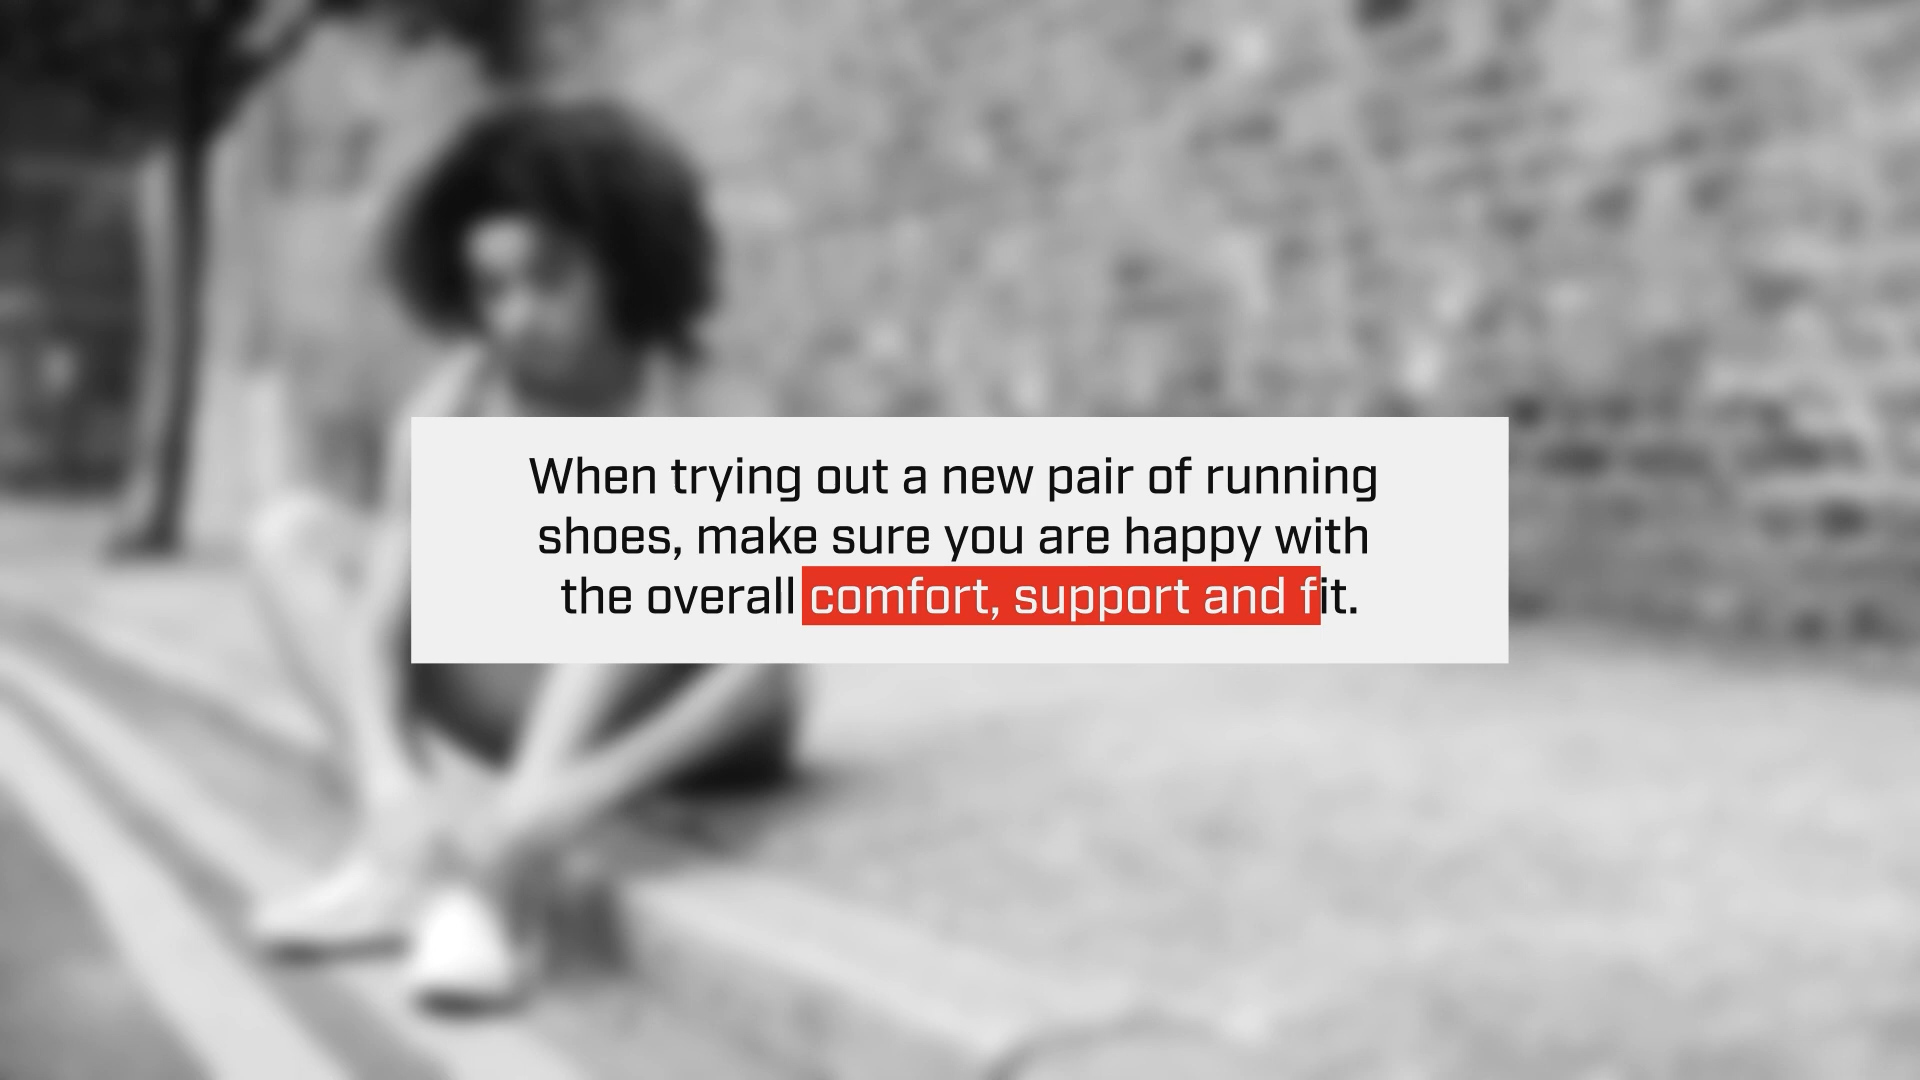 When trying out a new pair of running
shoes, make sure you are happy with
the overall comfort, support and fit.